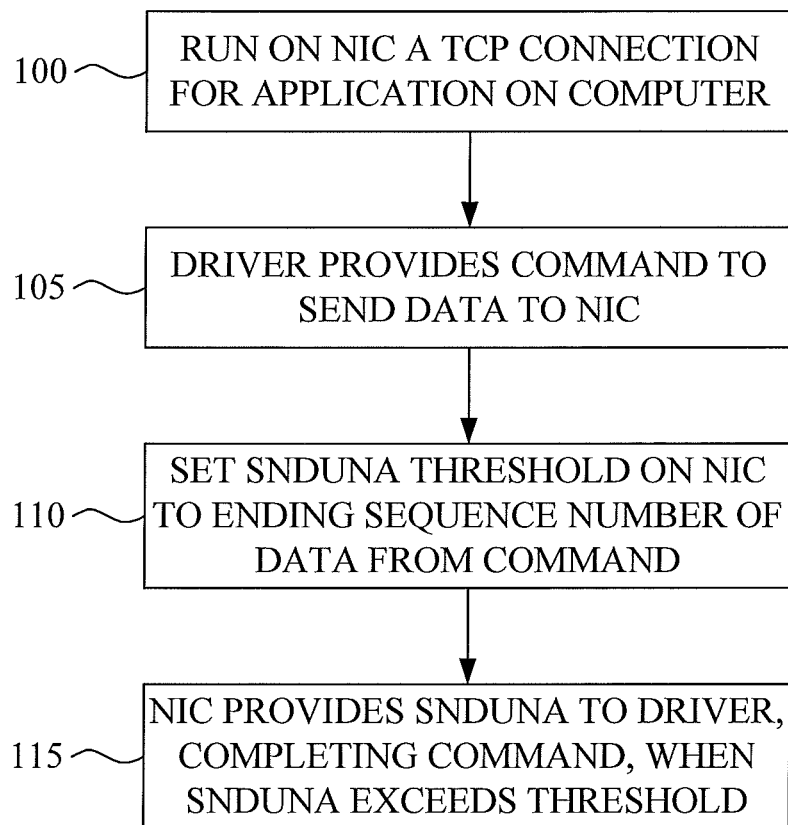 100
RUN ON NIC A TCP CONNECTION
FOR APPLICATION ON COMPUTER
105
DRIVER PROVIDES COMMAND TO
SEND DATA TO NIC
110
SET SNDUNA THRESHOLD ON NIC
TO ENDING SEQUENCE NUMBER OF
DATA FROM COMMAND
115
NIC PROVIDES SNDUNA TO DRIVER,
COMPLETING COMMAND, WHEN
SNDUNA EXCEEDS THRESHOLD